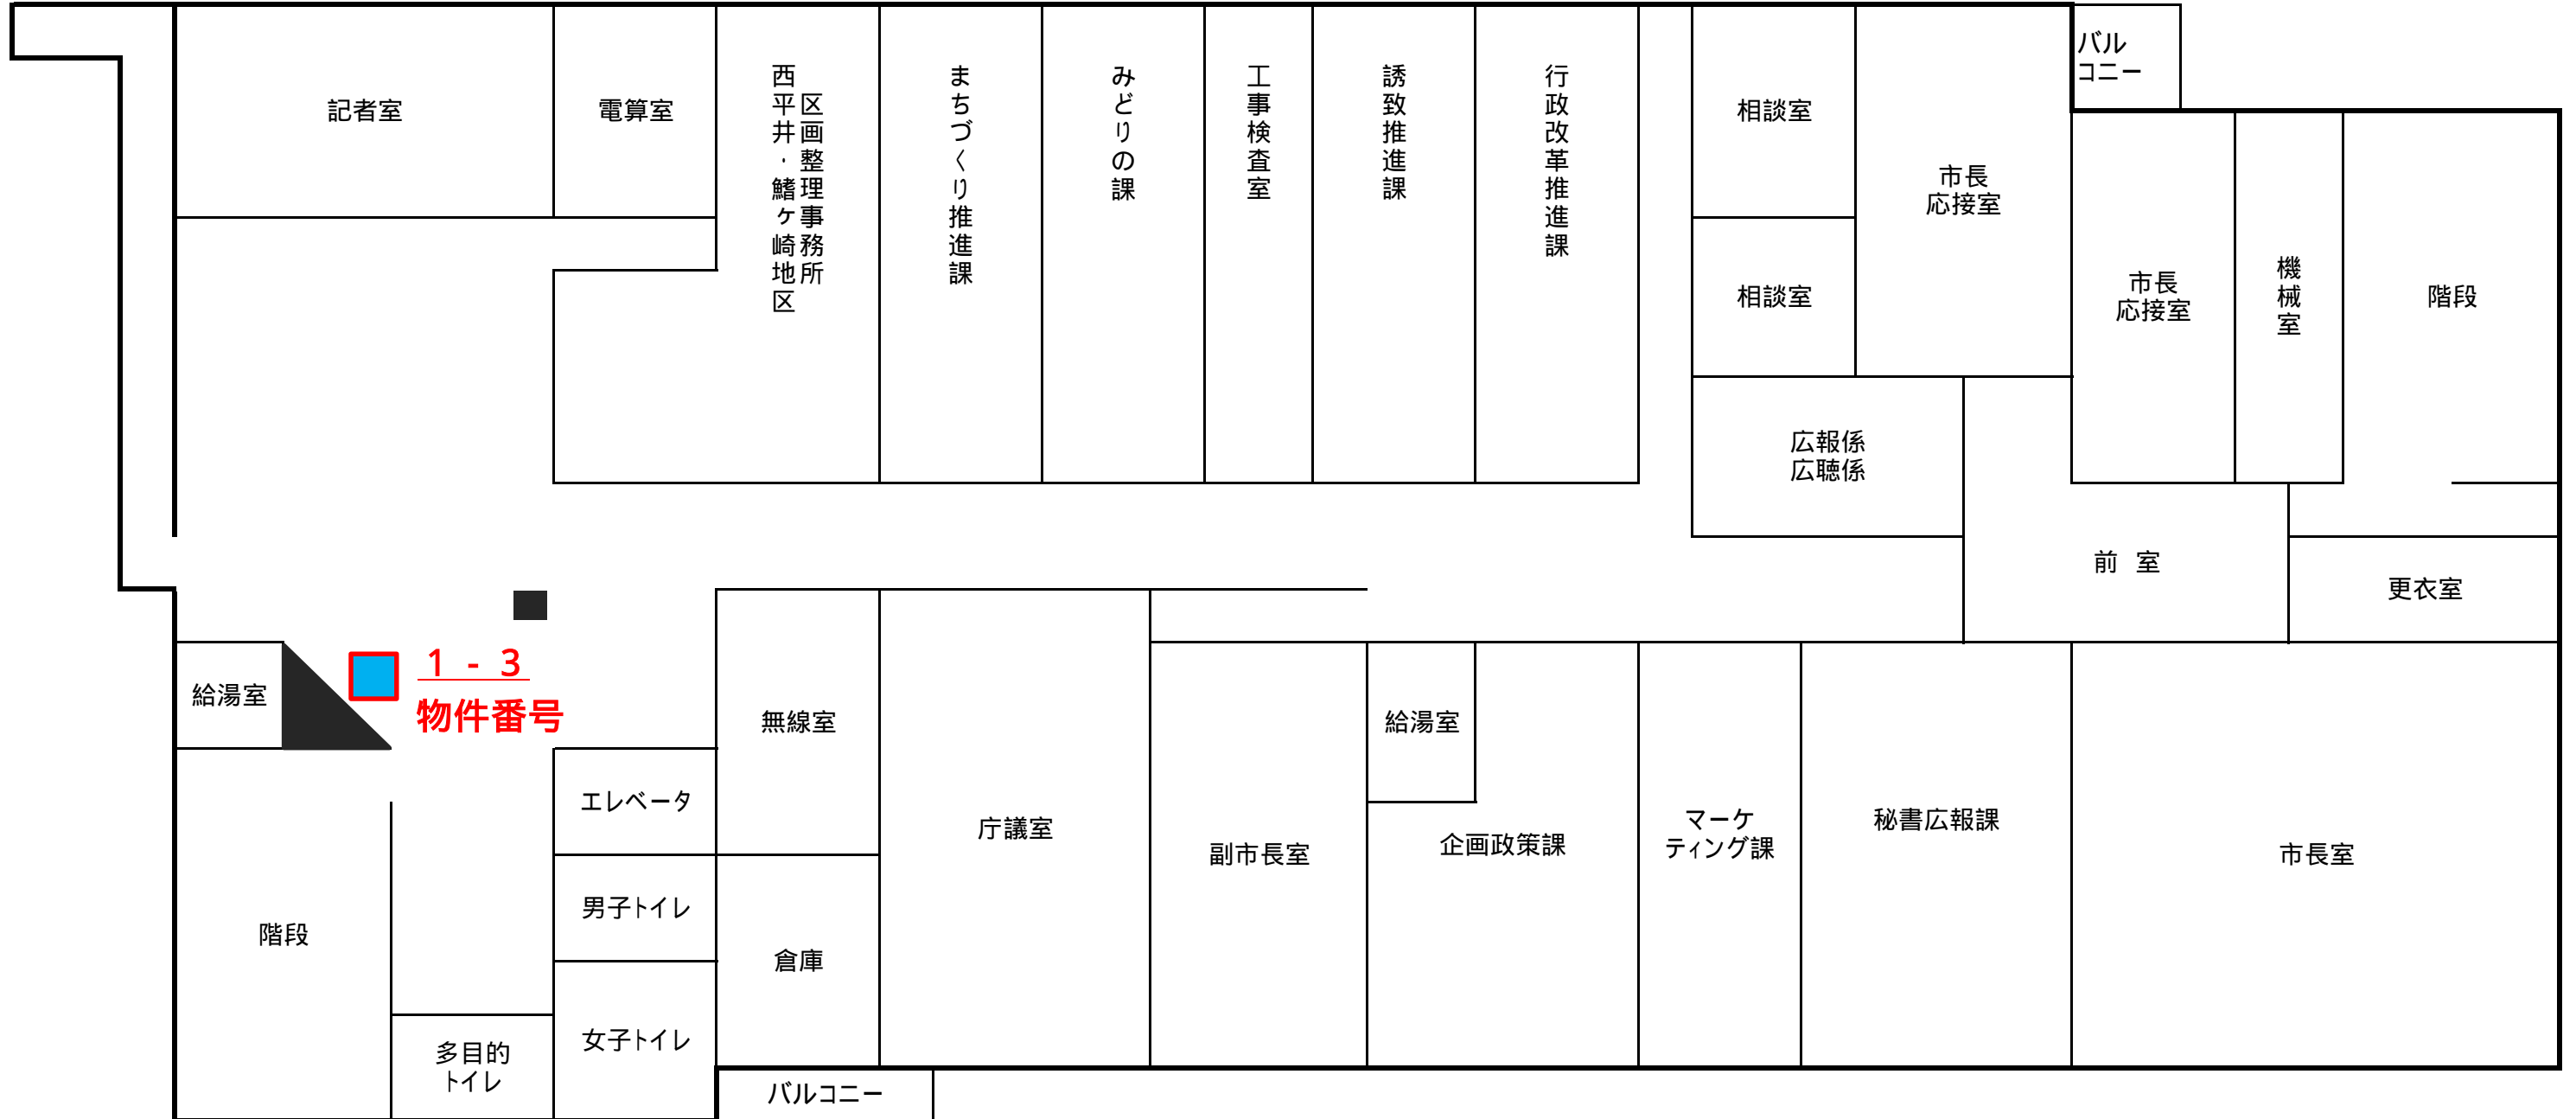 記者室
電算室
西平井・鰭ケ崎地区
区画整理事務所
まちづくり推進課
みどりの課
工事検査室
誘致推進課
行政改革推進課
相談室
相談室
市長
応接室
バル
コニー
市長
応接室
機械室
階段
広報係
広聴係
前 室
更衣室
給湯室
1 - 3
物件番号
無線室
エレベータ
男子トイレ
女子トイレ
多目的
トイレ
階段
倉庫
庁議室
副市長室
給湯室
企画政策課
マーケ
ティング課
秘書広報課
市長室
バルコニー